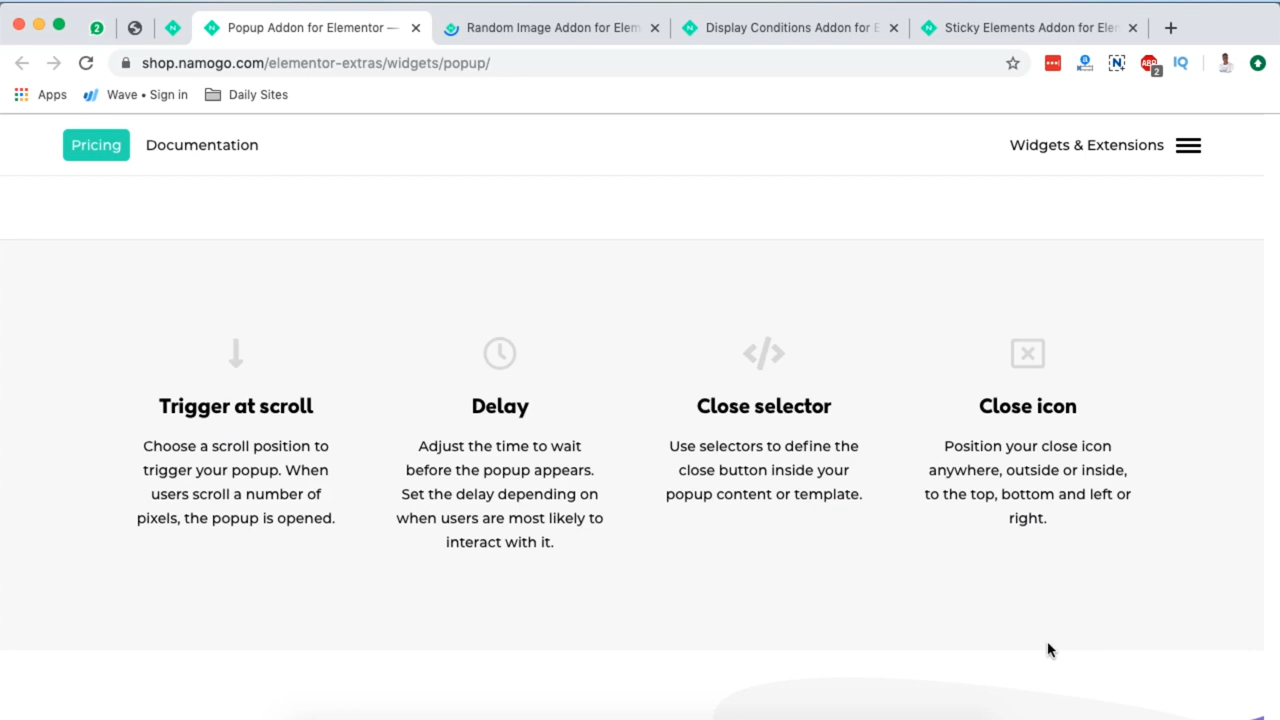 2
Popup Addon for Elementor —
Random Image Addon for Elem
Display Conditions Addon for E
Sticky Elements Addon for Ele
shop.namogo.com/elementor-extras/widgets/popup/
ABP
2
IQ
Apps
Wave • Sign in
Daily Sites
Pricing
Documentation
Widgets & Extensions
Trigger at scroll
Choose a scroll position to
trigger your popup. When
users scroll a number of
pixels, the popup is opened.
Delay
Adjust the time to wait
before the popup appears.
Set the delay depending on
when users are most likely to
interact with it.
Close selector
Use selectors to define the
close button inside your
popup content or template.
Close icon
Position your close icon
anywhere, outside or inside,
to the top, bottom and left or
right.